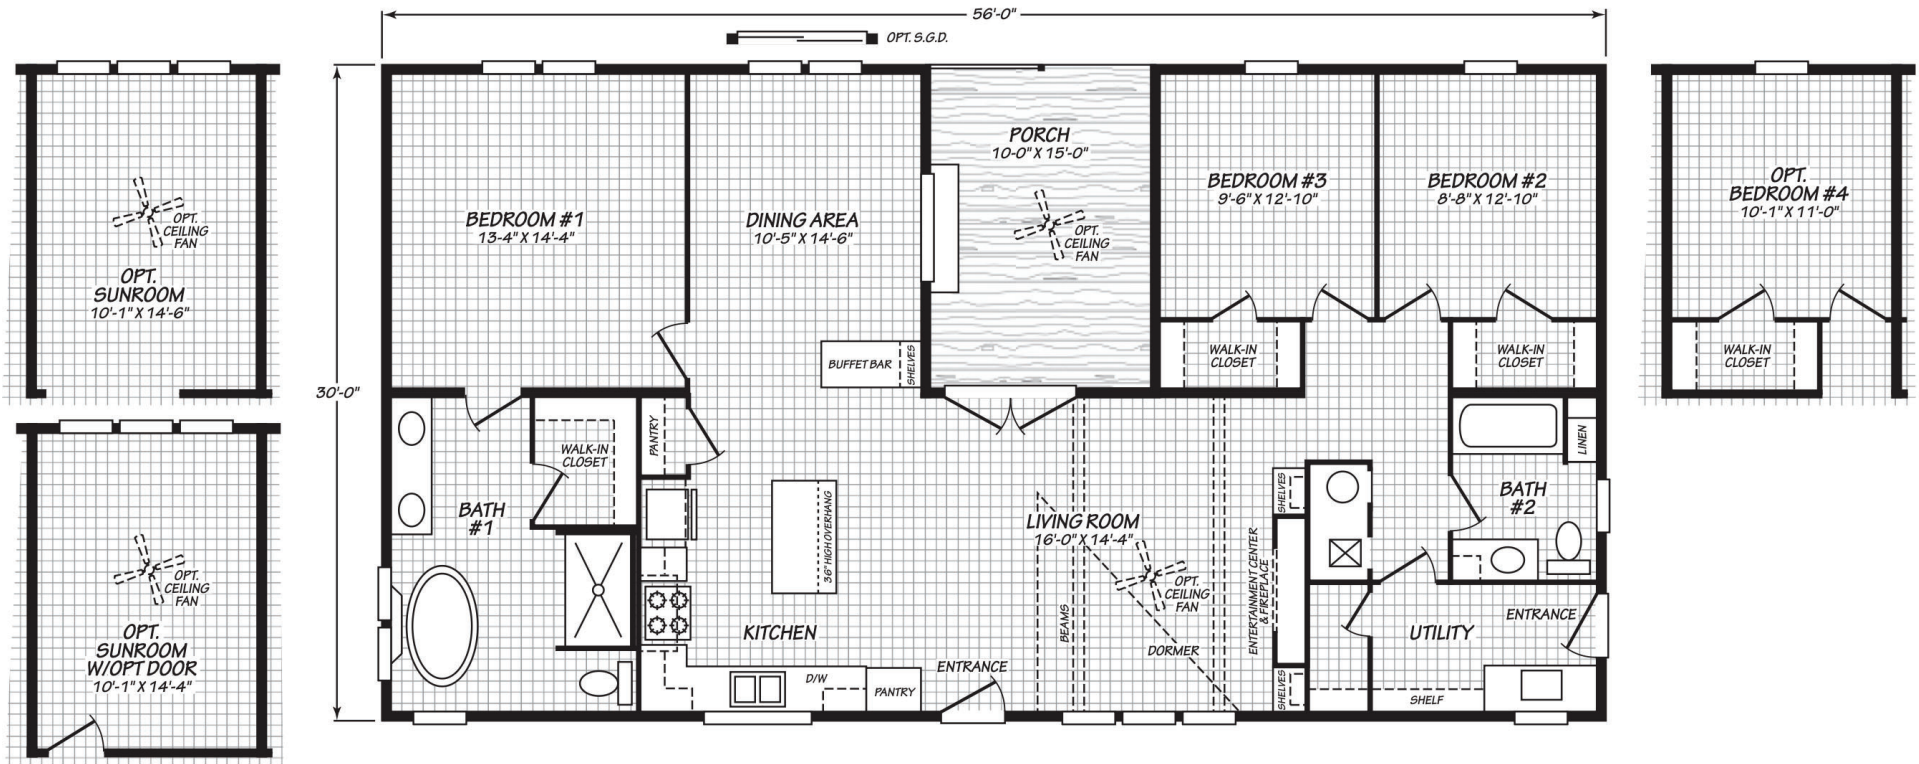 56'-0"
OPT. S.G.D.
30'-0"
OPT.
CEILING
FAN
OPT.
SUNROOM
10'-1" X 14'-6"
OPT.
CEILING
FAN
OPT.
SUNROOM
W/OPT DOOR
10'-1" X 14'-4"
BEDROOM #1
13-4" X 14'-4"
DINING AREA
10'-5" X 14'-6"
BUFFET BAR
SHELVES
PORCH
10-0" X 15'-0"
OPT.
CEILING
FAN
BEDROOM #3
9'-6" X 12'-10"
BEDROOM #2
8'-8" X 12'-10"
WALK-IN
CLOSET
WALK-IN
CLOSET
OPT.
BEDROOM #4
10'-1" X 11'-0"
WALK-IN
CLOSET
WALK-IN
CLOSET
PANTRY
BATH
#1
36" HIGH OVERHANG
KITCHEN
D/W
PANTRY
ENTRANCE
LIVING ROOM
16'-0" X 14'-4"
OPT.
CEILING
FAN
BEAMS
DORMER
SHELVES
ENTERTAINMENT CENTER
& FIREPLACE
SHELVES
LINEN
BATH
#2
UTILITY
ENTRANCE
SHELF